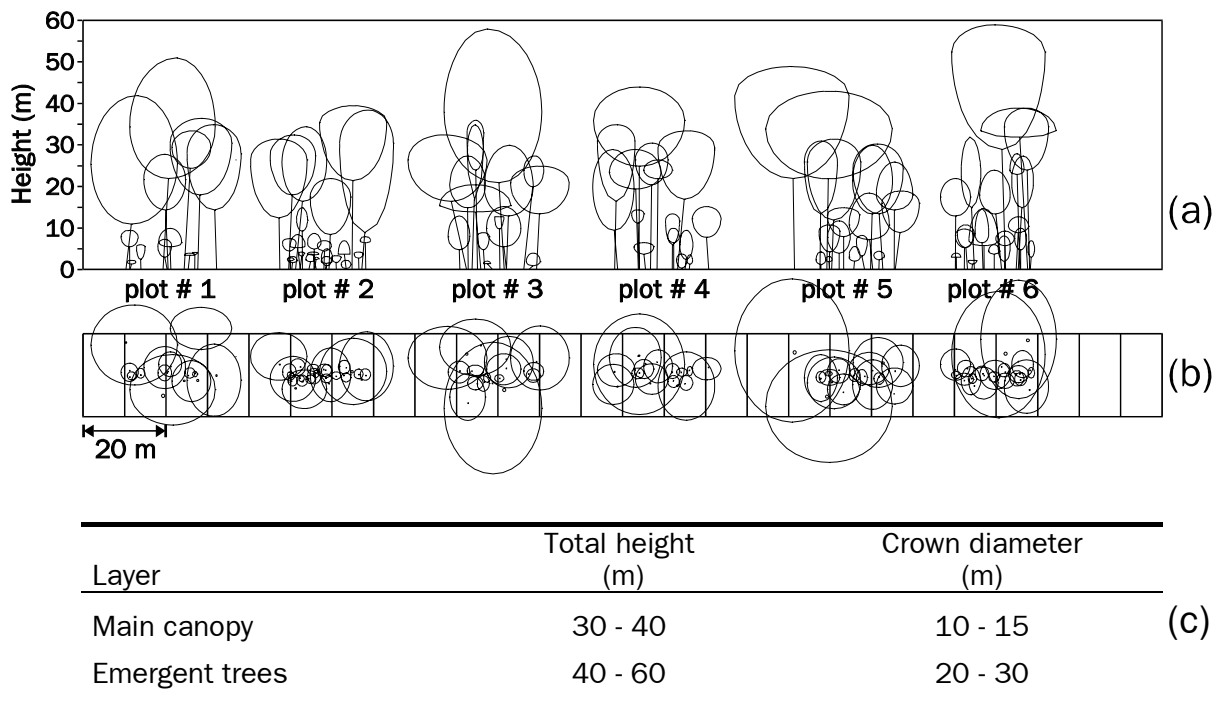 60
50
40
30
20
10
0
Height (m)
(a)
plot # 1 plot # 2 plot # 3 plot # 4 plot # 5 plot # 6
(b)
20 m
Layer Total height (m) Crown diameter (m)
Main canopy 30 - 40 10 - 15
Emergent trees 40 - 60 20 - 30
(c)